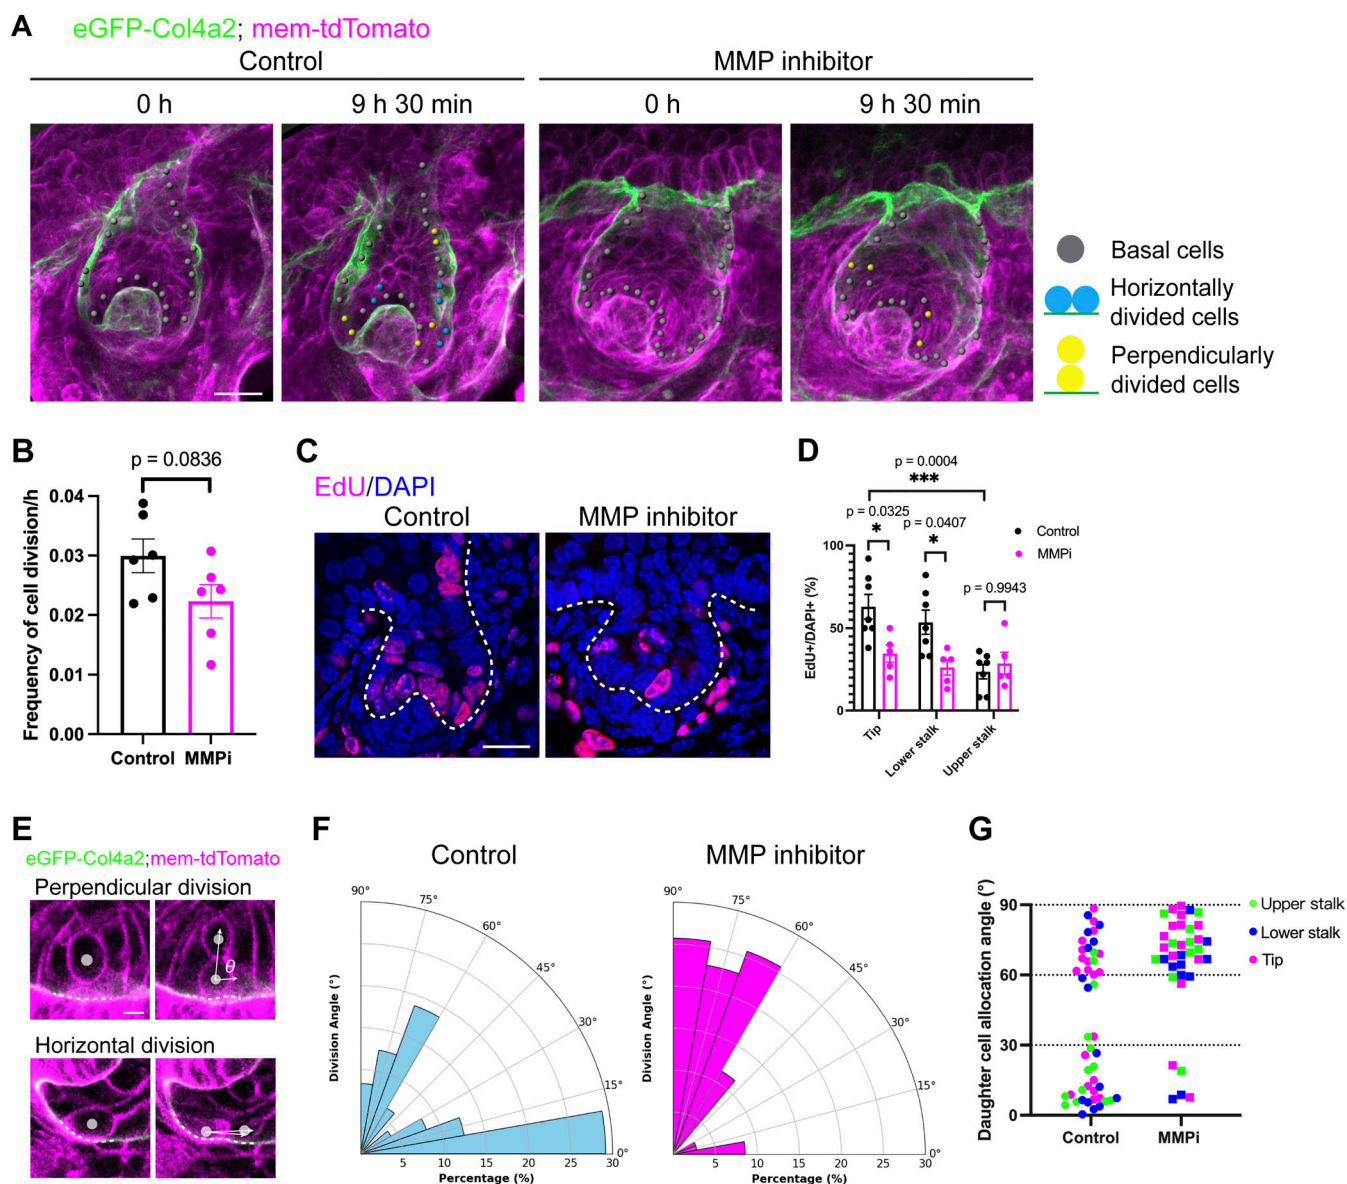 A
eGFP-Col4a2; mem-tdTomato
Control
MMP inhibitor
0 h
9 h 30 min
0 h
9 h 30 min
Basal cells
Horizontally
divided cells
Perpendicularly
divided cells
B
p = 0.0836
Frequency of cell division/h
0.04
0.03
0.02
0.01
0.00
Control
MMPi
C
EdU/DAPI
Control
MMP inhibitor
D
p = 0.0004
***
p = 0.0325
*
p = 0.0407
*
p = 0.9943
Control
MMPi
EdU+/DAPI+ (%)
100
50
0
Tip
Lower stalk
Upper stalk
E
eGFP-Col4a2;mem-tdTomato
Perpendicular division
θ
Horizontal division
F
Control
Division Angle (°)
90°
75°
60°
45°
30°
15°
0°
5
10
15
20
25
30
Percentage (%)
MMP inhibitor
Division Angle (°)
90°
75°
60°
45°
30°
15°
0°
5
10
15
20
25
30
Percentage (%)
G
Daughter cell allocation angle (°)
90
60
30
0
Control
MMPi
Upper stalk
Lower stalk
Tip